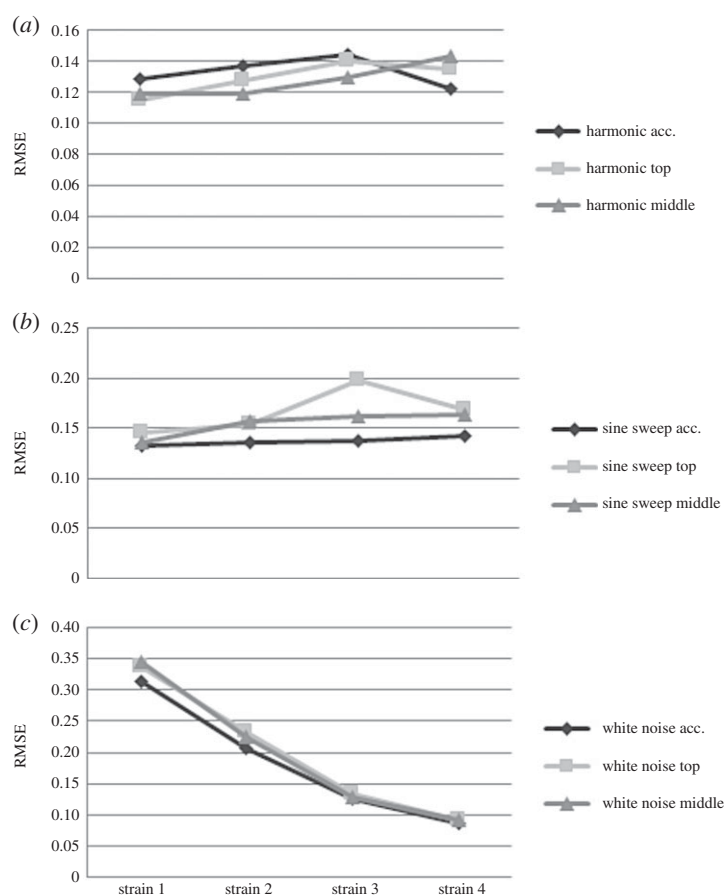 (a)
0.16
0.14
0.12
0.10
0.08
0.06
0.04
0.02
0
RMSE
harmonic acc.
harmonic top
harmonic middle
(b)
0.25
0.20
0.15
0.10
0.05
0
RMSE
sine sweep acc.
sine sweep top
sine sweep middle
(c)
0.40
0.35
0.30
0.25
0.20
0.15
0.10
0.05
0
RMSE
white noise acc.
white noise top
white noise middle
strain 1 strain 2 strain 3 strain 4